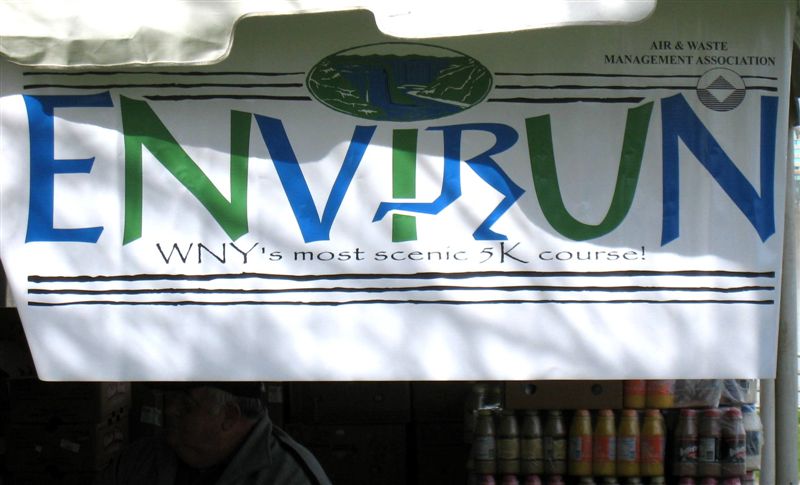 AIR & WASTE
MANAGEMENT ASSOCIATION
ENVIRUN
WNY's most scenic 5K course!